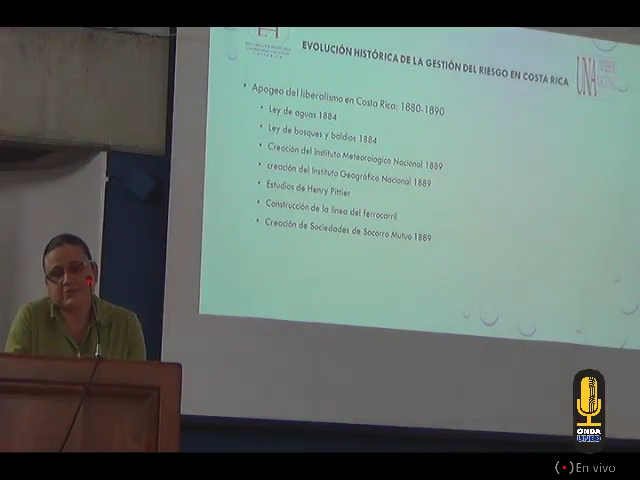 EVOLUCIÓN HISTÓRICA DE LA GESTIÓN DEL RIESGO EN COSTA RICA
UNA
• Apogeo del liberalismo en Costa Rica: 1880-1890
• Ley de aguas 1884
• Ley de bosques y baldíos 1884
• Creación del Instituto Meteorologico Nacional 1889
• creación del Instituto Geográfico Nacional 1889
• Estudios de Henry Pittier
• Construcción de la linea del ferrocarril
• Creación de Sociedades de Socorro Mutuo 1889
ONDA
UNED
En vivo